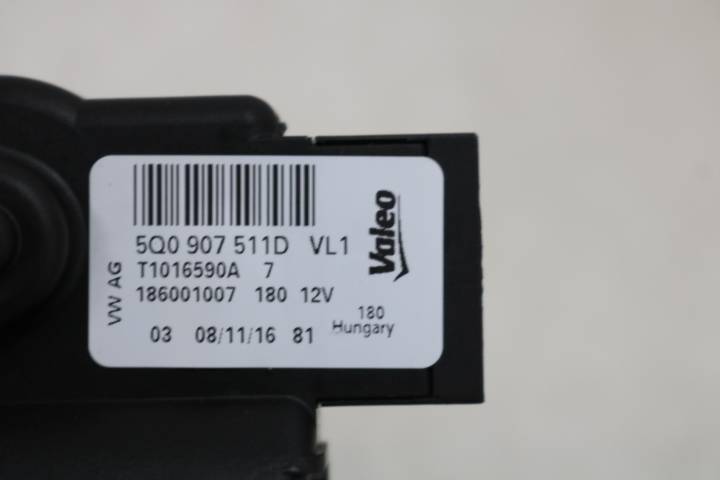 5Q0 907 511D VL1
T1016590A 7
186001007 180 12V
03 08/11/16 81
VW AG
Valeo
180
Hungary